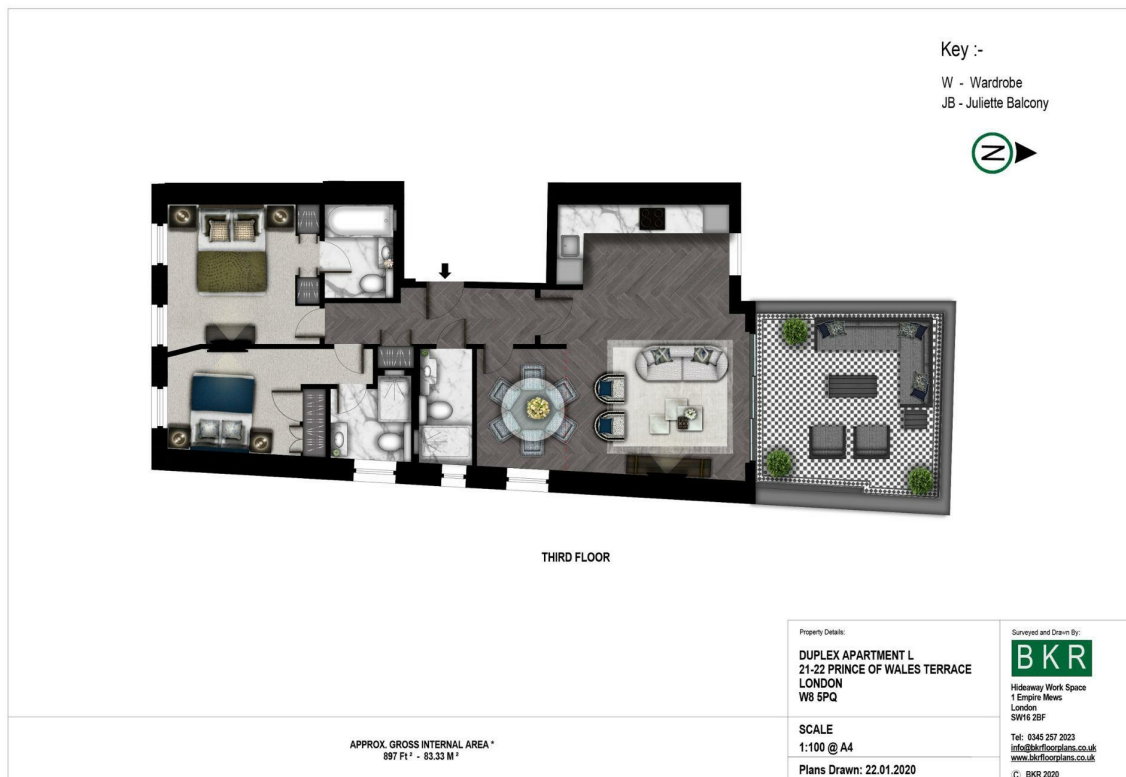 Key :-
W - Wardrobe
JB - Juliette Balcony
N
THIRD FLOOR
APPROX. GROSS INTERNAL AREA *
897 Ft ² - 83.33 M ²
Property Details:
DUPLEX APARTMENT L
21-22 PRINCE OF WALES TERRACE
LONDON
W8 5PQ
SCALE
1:100 @ A4
Plans Drawn: 22.01.2020
Surveyed and Drawn By:
BKR
Hideaway Work Space
1 Empire Mews
London
SW16 2BF
Tel: 0345 257 2023
info@bkrfloorplans.co.uk
www.bkrfloorplans.co.uk
© BKR 2020